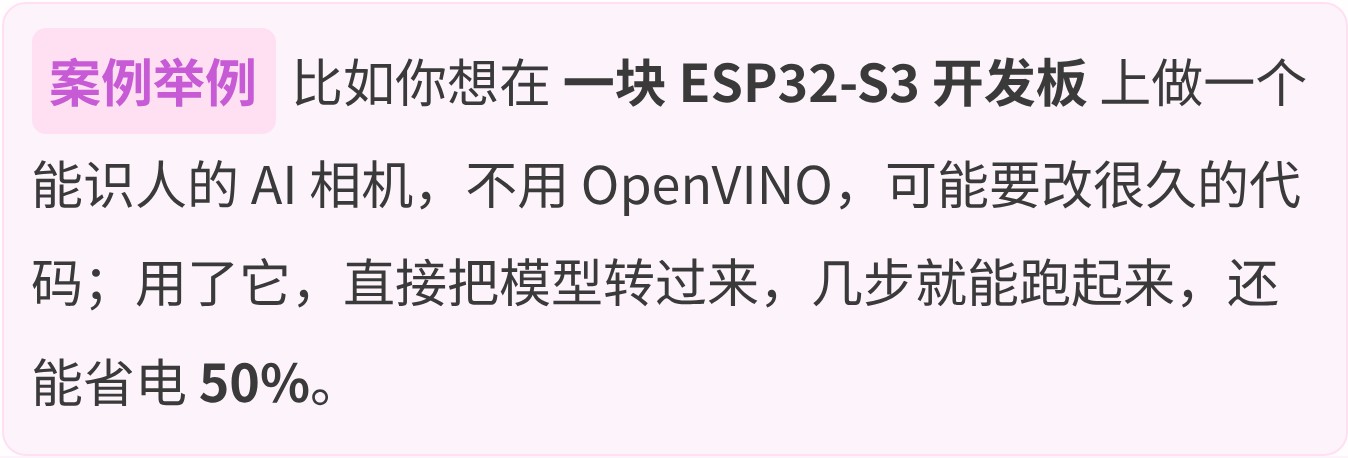 案例举例 比如你想在 一块 ESP32-S3 开发板 上做一个
能识人的 AI 相机，不用 OpenVINO，可能要改很久的代
码；用了它，直接把模型转过来，几步就能跑起来，还
能省电 50%。